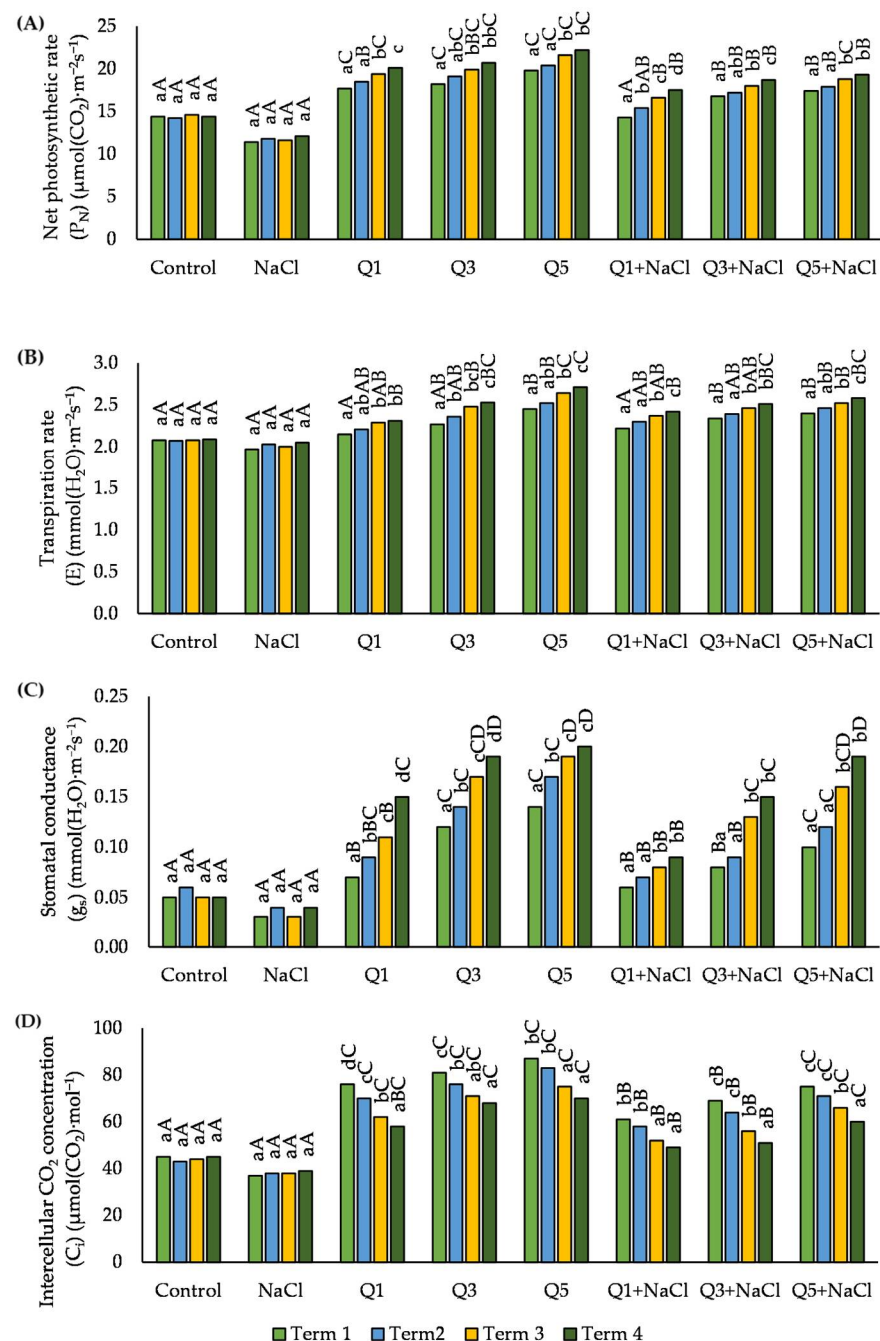 (A)
Net photosynthetic rate
(P_N) (μmol(CO₂)·m⁻²s⁻¹)
25
20
15
10
5
0
aA aA aA aA
aA aA aA aA
aC aB bC c
aC abC bBC bbC
aC aC bC bC
aA bAB cB dB
aB abB bB cB
aB aB bC bB
Control NaCl Q1 Q3 Q5 Q1+NaCl Q3+NaCl Q5+NaCl
(B)
Transpiration rate
(E) (mmol(H₂O)·m⁻²s⁻¹)
3.0
2.5
2.0
1.5
1.0
0.5
0.0
aA aA aA aA
aA aA aA aA
aA abAB bAB bB
aAB bAB bcB cBC
aB abB bC cC
aA aAB bAB cB
aB aAB bAB bBC
aB abB bB cBC
Control NaCl Q1 Q3 Q5 Q1+NaCl Q3+NaCl Q5+NaCl
(C)
Stomatal conductance
(gₛ) (mmol(H₂O)·m⁻²s⁻¹)
0.25
0.20
0.15
0.10
0.05
0.00
aA aA aA aA
aA aA aA aA
aB bBC cB dC
aC bC cCD dD
aC bC cD cD
aB aB bB bB
Ba aB bC bC
aC aC bCD bD
Control NaCl Q1 Q3 Q5 Q1+NaCl Q3+NaCl Q5+NaCl
(D)
Intercellular CO₂ concentration
(Cᵢ) (μmol(CO₂)·mol⁻¹)
100
80
60
40
20
0
aA aA aA aA
aA aA aA aA
dC cC bC aBC
cC bC abC aC
bC bC aC aC
bB bB aB aB
cB cB bB aB
cC cC bC aC
Control NaCl Q1 Q3 Q5 Q1+NaCl Q3+NaCl Q5+NaCl
Term 1 Term2 Term 3 Term 4